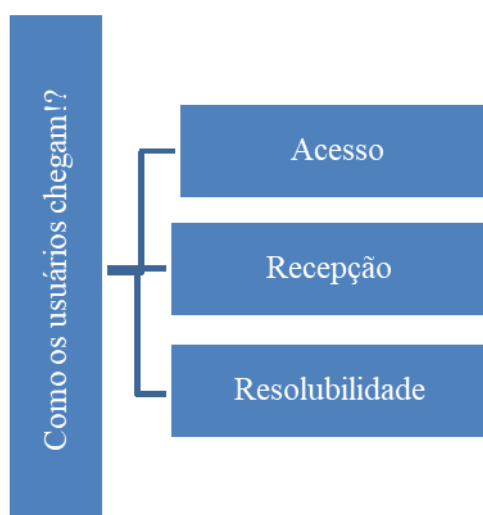 Como os usuários chegam!?
Acesso
Recepção
Resolubilidade